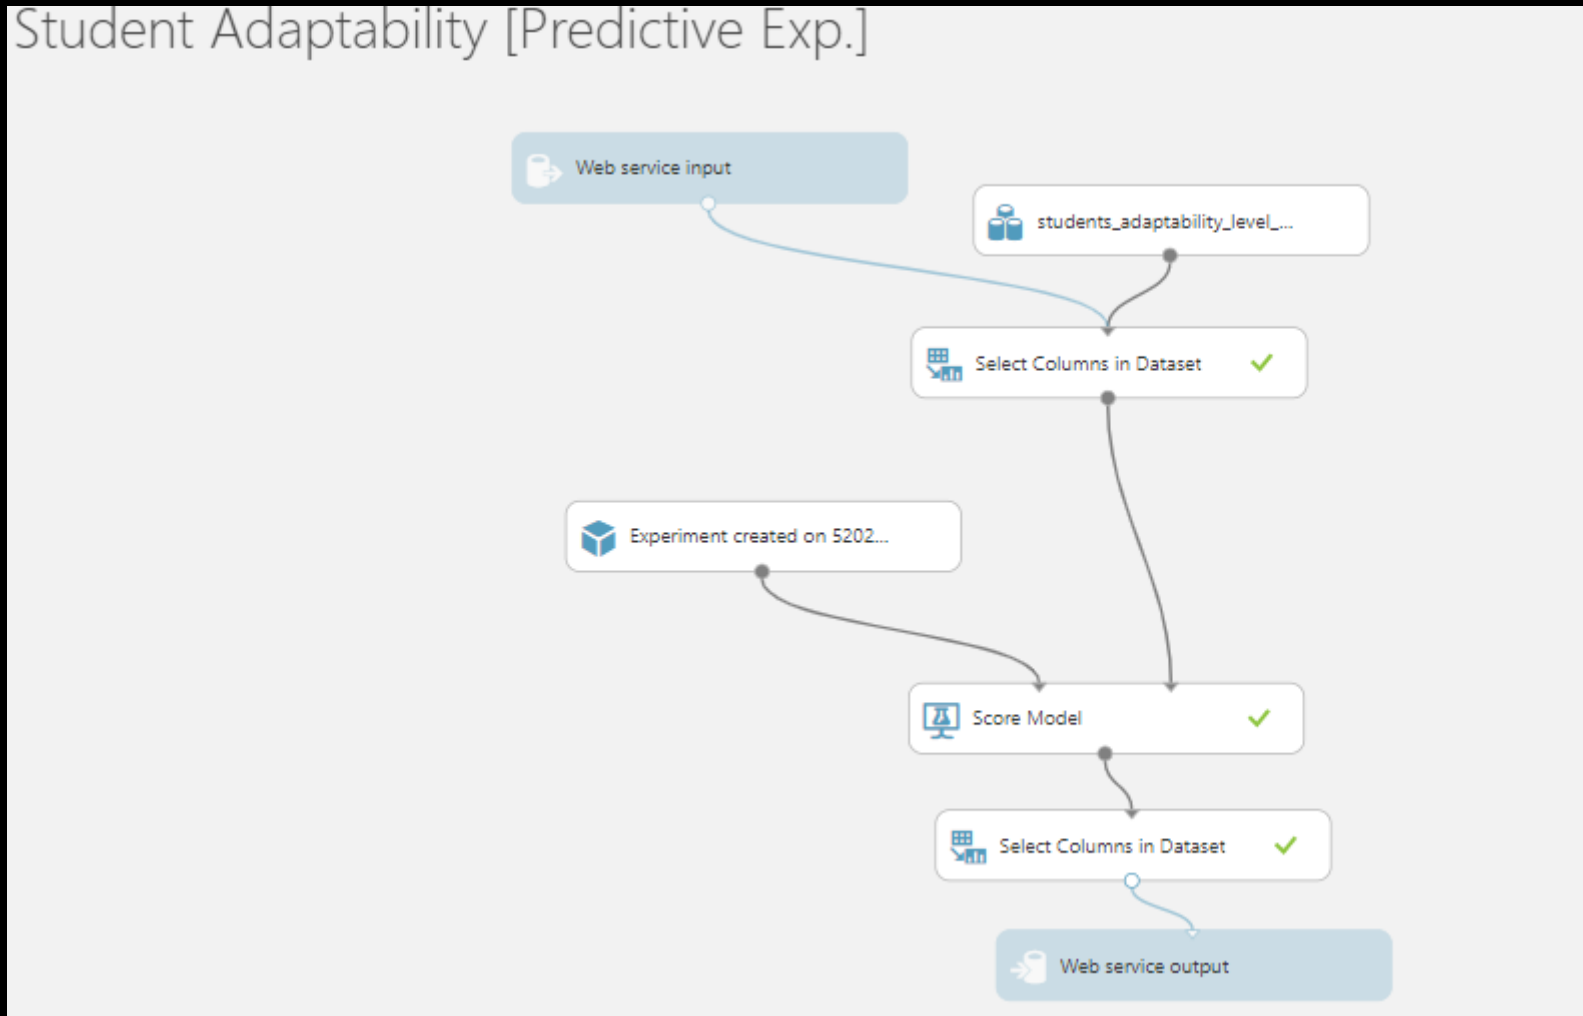 Student Adaptability [Predictive Exp.]
Web service input
students_adaptability_level_...
Select Columns in Dataset
Experiment created on 5202...
Score Model
Select Columns in Dataset
Web service output